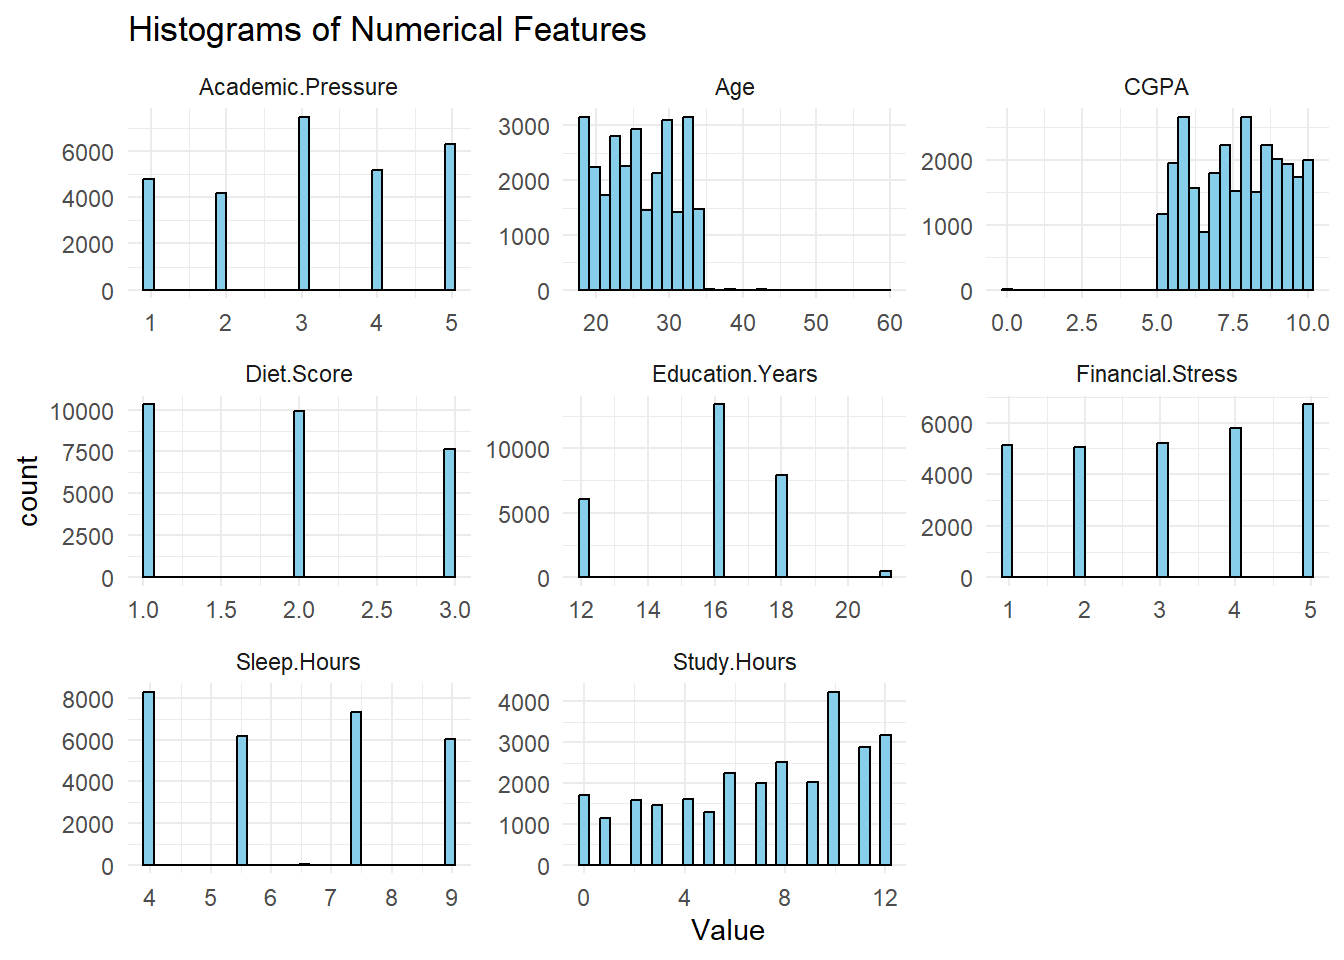 Histograms of Numerical Features
Academic.Pressure
Age
CGPA
6000
4000
2000
0
1 2 3 4 5
3000
2000
1000
0
20 30 40 50 60
2000
1000
0
0.0 2.5 5.0 7.5 10.0
Diet.Score
Education.Years
Financial.Stress
10000
7500
5000
2500
0
1.0 1.5 2.0 2.5 3.0
10000
5000
0
12 14 16 18 20
6000
4000
2000
0
1 2 3 4 5
count
Sleep.Hours
Study.Hours
8000
6000
4000
2000
0
4 5 6 7 8 9
4000
3000
2000
1000
0
0 4 8 12
Value